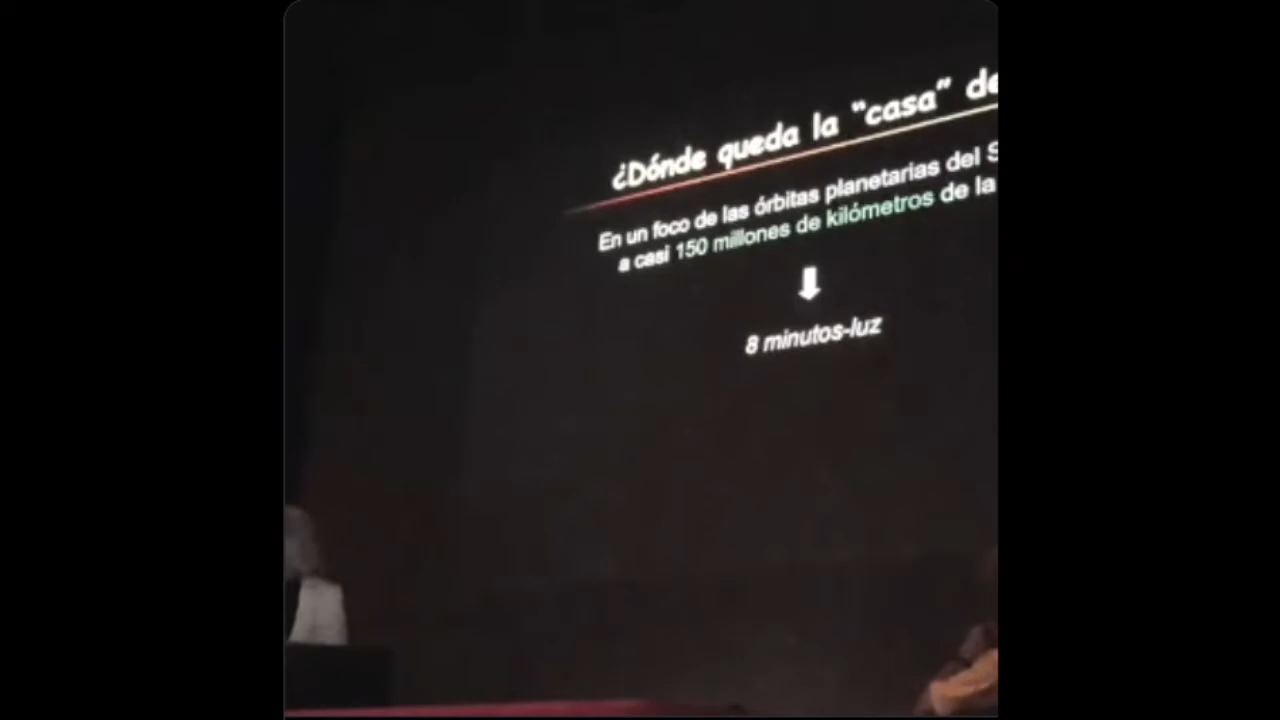 ¿Dónde queda la “casa” de
En un foco de las órbitas planetarias del S
a casi 150 millones de kilómetros de la
8 minutos-luz